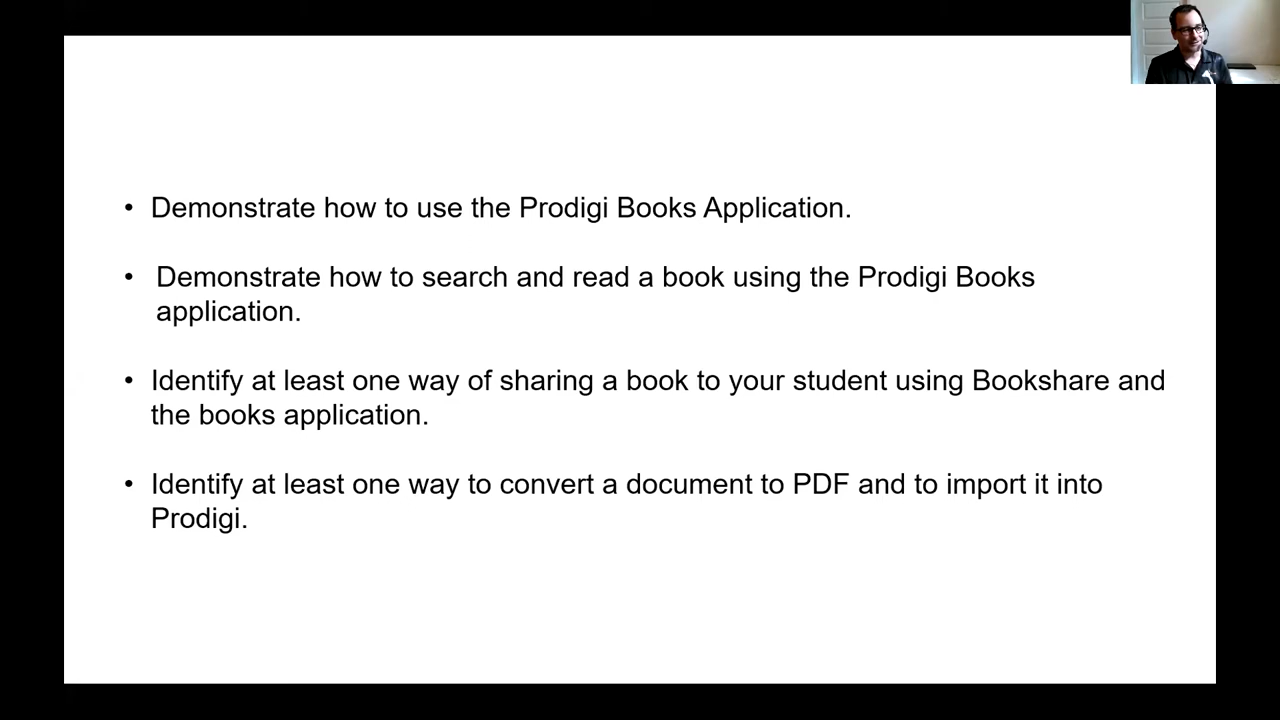 • Demonstrate how to use the Prodigi Books Application.
• Demonstrate how to search and read a book using the Prodigi Books
application.
• Identify at least one way of sharing a book to your student using Bookshare and
the books application.
• Identify at least one way to convert a document to PDF and to import it into
Prodigi.